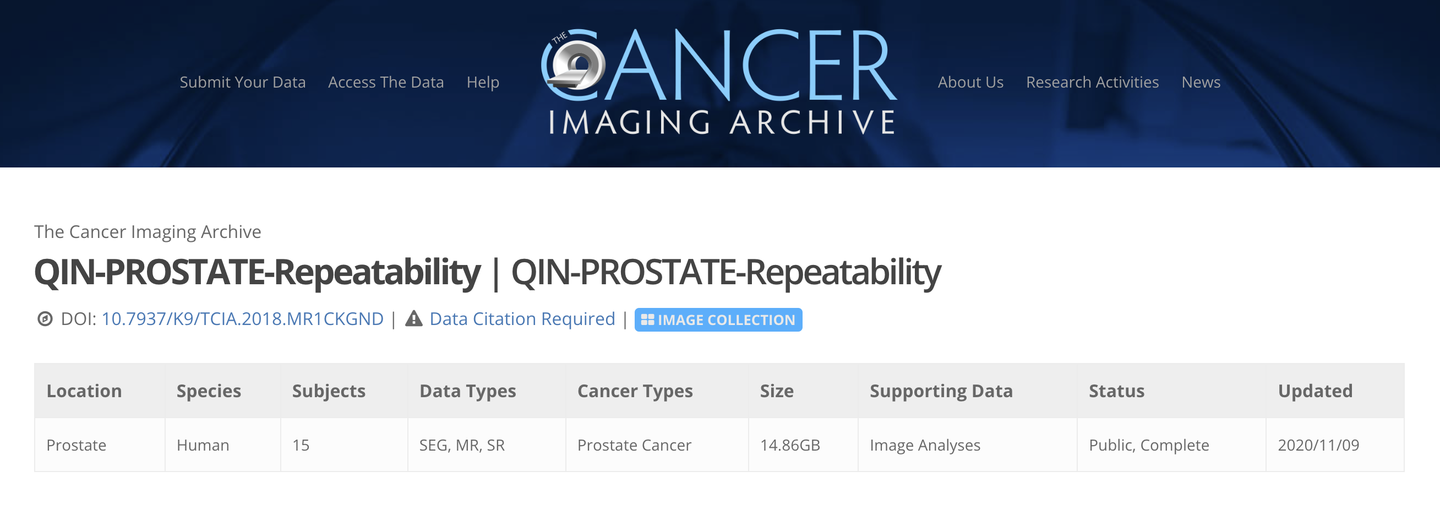 Submit Your Data Access The Data Help THE CANCER About Us Research Activities News
IMAGING ARCHIVE
The Cancer Imaging Archive
QIN-PROSTATE-Repeatability | QIN-PROSTATE-Repeatability
DOI: 10.7937/K9/TCIA.2018.MR1CKGND | Data Citation Required | IMAGE COLLECTION
Location Species Subjects Data Types Cancer Types Size Supporting Data Status Updated
Prostate Human 15 SEG, MR, SR Prostate Cancer 14.86GB Image Analyses Public, Complete 2020/11/09